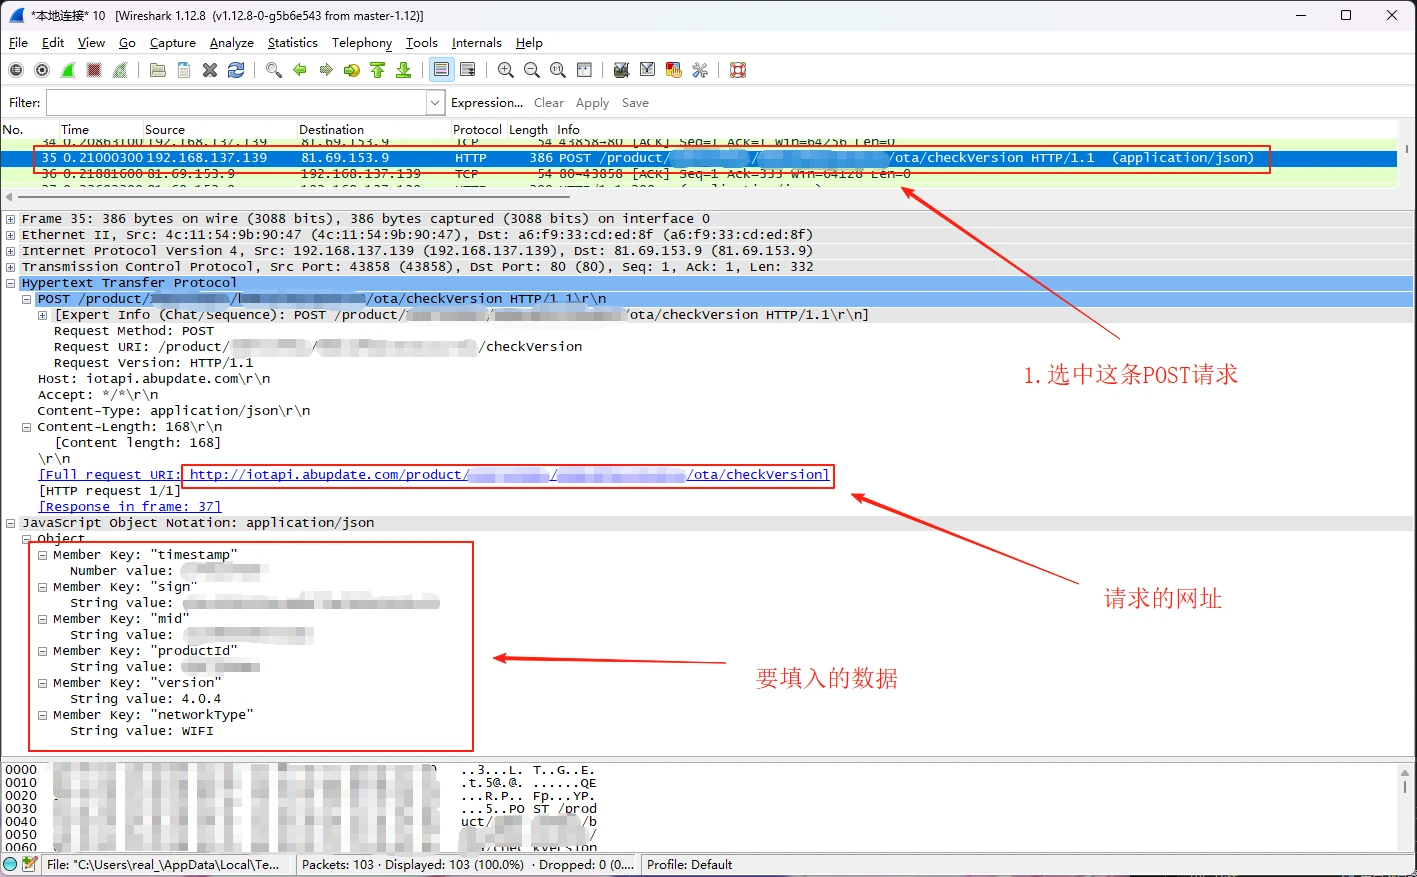 *本地连接* 10 [Wireshark 1.12.8 (v1.12.8-0-g5b6e543 from master-1.12)]
File Edit View Go Capture Analyze Statistics Telephony Tools Internals Help
Filter: Expression... Clear Apply Save
No. Time Source Destination Protocol Length Info
34 0.20863100 192.168.137.139 81.69.153.9 TCP 54 43858→80 [ACK] Seq=1 Ack=1 Win=64256 Len=0
35 0.21000300 192.168.137.139 81.69.153.9 HTTP 386 POST /product/ /ota/checkVersion HTTP/1.1 (application/json)
36 0.21881600 81.69.153.9 192.168.137.139 TCP 54 80→43858 [ACK] Seq=1 Ack=333 Win=64128 Len=0
Frame 35: 386 bytes on wire (3088 bits), 386 bytes captured (3088 bits) on interface 0
Ethernet II, Src: 4c:11:54:9b:90:47 (4c:11:54:9b:90:47), Dst: a6:f9:33:cd:ed:8f (a6:f9:33:cd:ed:8f)
Internet Protocol Version 4, Src: 192.168.137.139 (192.168.137.139), Dst: 81.69.153.9 (81.69.153.9)
Transmission Control Protocol, Src Port: 43858 (43858), Dst Port: 80 (80), Seq: 1, Ack: 1, Len: 332
Hypertext Transfer Protocol
POST /product/ / /ota/checkVersion HTTP/1.1\r\n
[Expert Info (Chat/Sequence): POST /product/ / /ota/checkVersion HTTP/1.1\r\n]
Request Method: POST
Request URI: /product/ / /checkVersion
Request Version: HTTP/1.1
Host: iotapi.abupdate.com\r\n
Accept: */*\r\n
Content-Type: application/json\r\n
Content-Length: 168\r\n
[Content length: 168]
\r\n
[Full request URI: http://iotapi.abupdate.com/product/ / /ota/checkVersion]
[HTTP request 1/1]
[Response in frame: 37]
JavaScript Object Notation: application/json
Object
Member Key: "timestamp"
Number value:
Member Key: "sign"
String value:
Member Key: "mid"
String value:
Member Key: "productId"
String value:
Member Key: "version"
String value: 4.0.4
Member Key: "networkType"
String value: WIFI
1.选中这条POST请求
请求的网址
要填入的数据
0000 ..3...L. T..G..E.
0010 .t.5@.@. ......QE
0020 ...R.P.. Fp...YP.
0030 ...5..PO ST /prod
0040 uct/ /b
0050 /
0060
File: "C:\Users\real_\AppData\Local\Te... Packets: 103 · Displayed: 103 (100.0%) · Dropped: 0 (0.... Profile: Default